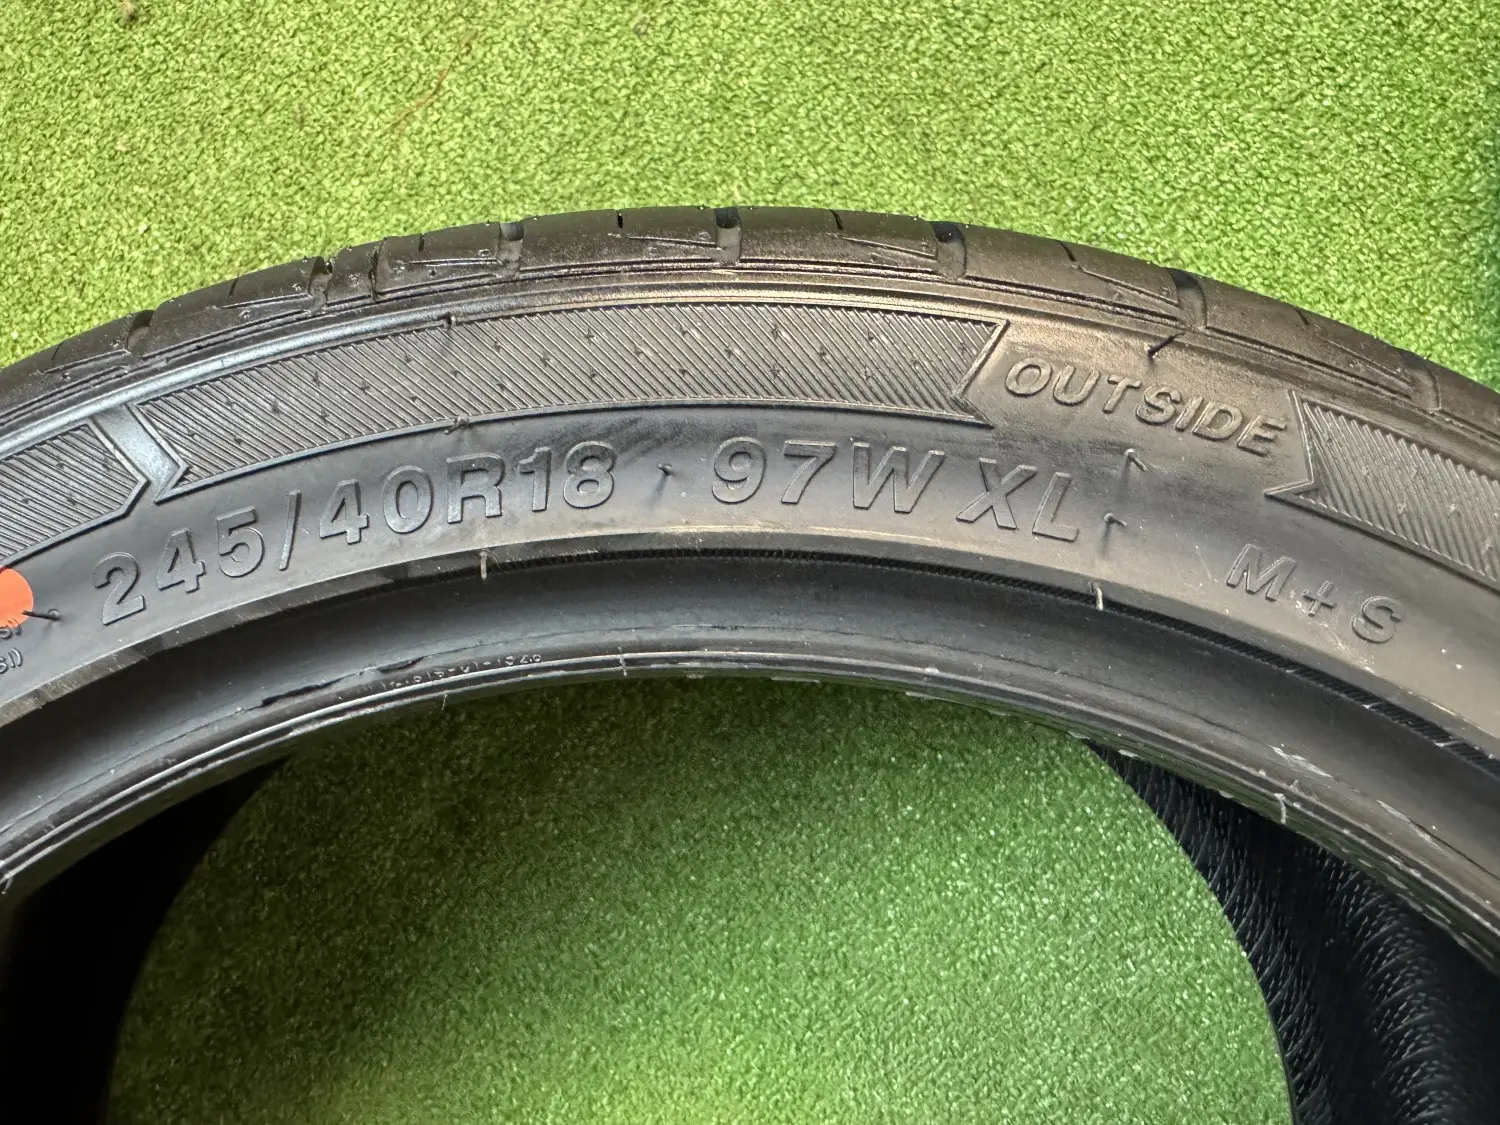 OUTSIDE
245/40R18 97W XL
M+S